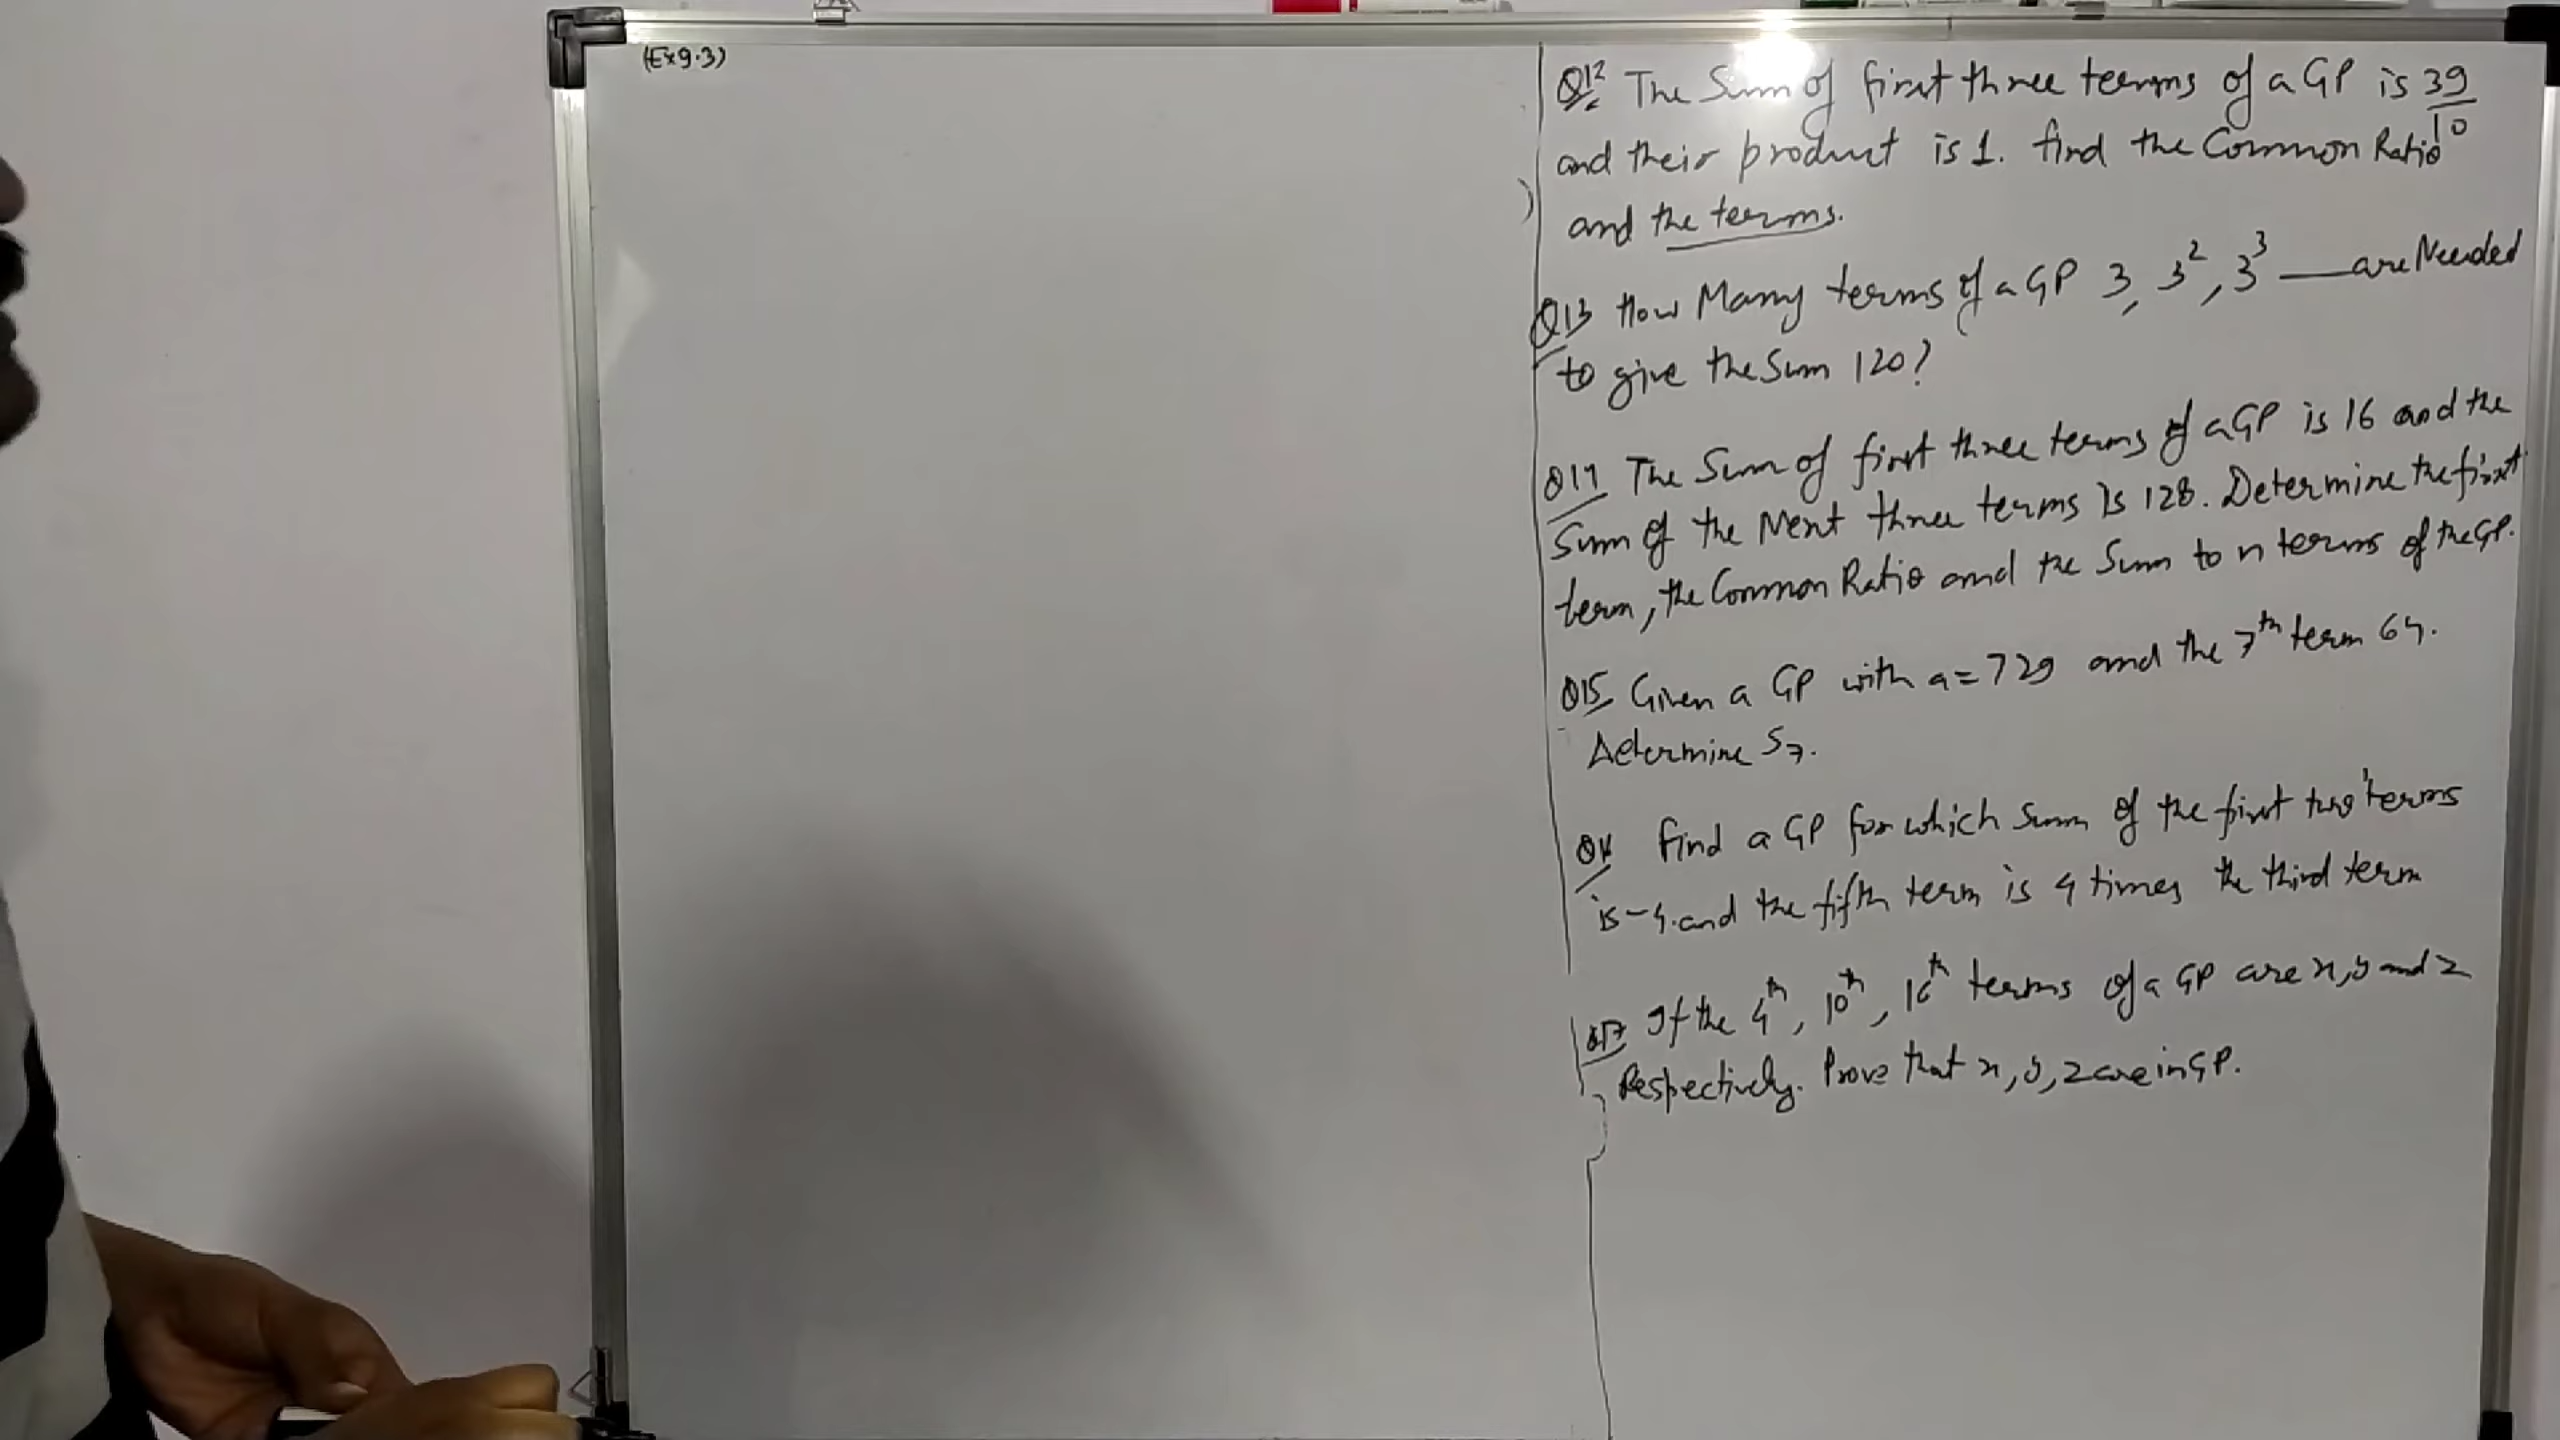 (Ex 9.3)
Q12 The Sum of first three terms of a GP is 39/10
and their product is 1. find the Common Ratio
and the terms.
Q13 How Many terms of a GP 3, 3², 3³ — are Needed
to give the Sum 120?
Q14 The Sum of first three terms of a GP is 16 and the
Sum of the Next three terms is 128. Determine the first
term, the Common Ratio and the Sum to n terms of the GP.
Q15 Given a GP with a = 729 and the 7th term 64.
Determine S7.
Q16 Find a GP for which Sum of the first two terms
is -4. and the fifth term is 4 times the third term
Q17 If the 4th, 10th, 16th terms of a GP are x, y and z
Respectively. Prove that x, y, z are in GP.